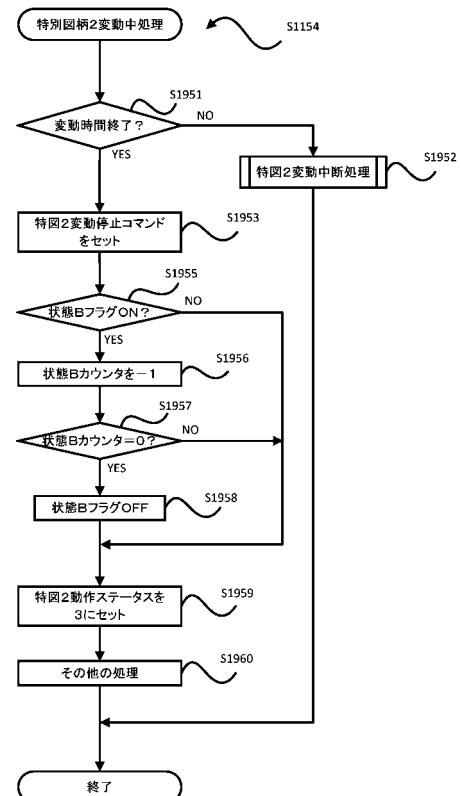 特別図柄2変動中処理
S1154
S1951
変動時間終了？
NO
YES
特図2変動中断処理
S1952
特図2変動停止コマンド
をセット
S1953
S1955
状態BフラグON？
NO
YES
S1956
状態Bカウンタを－1
S1957
状態Bカウンタ＝0？
NO
YES
S1958
状態BフラグOFF
S1959
特図2動作ステータスを
3にセット
S1960
その他の処理
終了